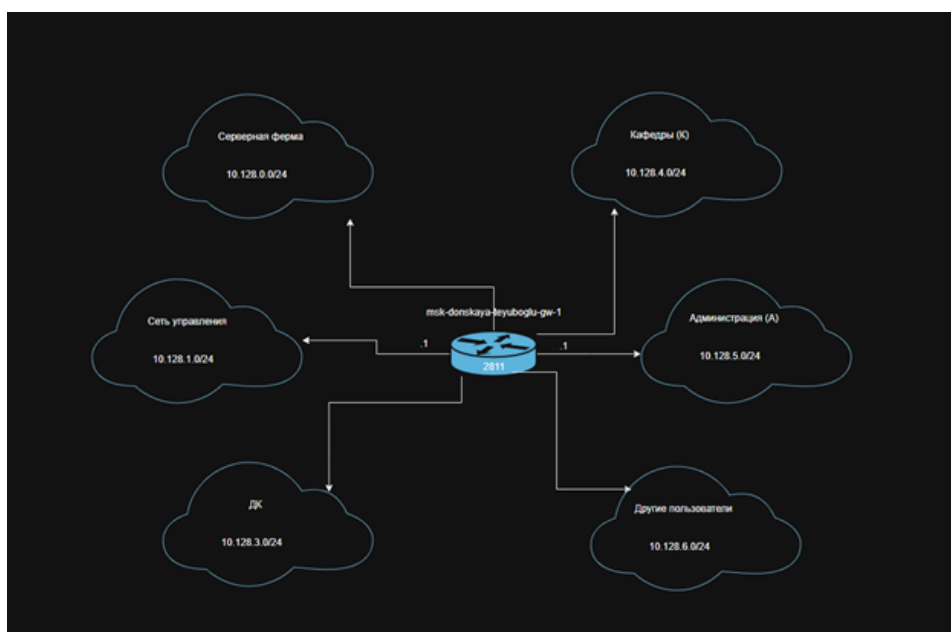 Серверная ферма
10.128.0.0/24
Кафедры (К)
10.128.4.0/24
msk-donskaya-teyuboglu-gw-1
Сеть управления
10.128.1.0/24
.1
2811
.1
Администрация (А)
10.128.5.0/24
ДК
10.128.3.0/24
Другие пользователи
10.128.6.0/24